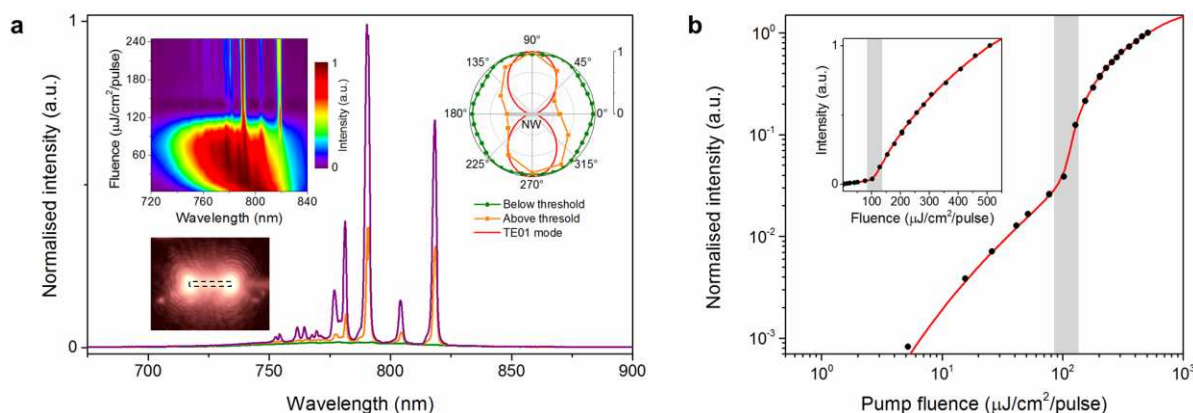 a
1
0
Normalised intensity (a.u.)
700
750
800
850
900
Wavelength (nm)
240
180
120
60
Fluence (μJ/cm²/pulse)
720
760
800
840
Wavelength (nm)
1
0
Intensity (a.u.)
90°
135°
45°
180°
0°
NW
225°
315°
270°
1
0
Below threshold
Above thresold
TE01 mode
b
10⁰
10⁻¹
10⁻²
10⁻³
Normalised intensity (a.u.)
10⁰
10¹
10²
10³
Pump fluence (μJ/cm²/pulse)
1
0
Intensity (a.u.)
0
100
200
300
400
500
Fluence (μJ/cm²/pulse)